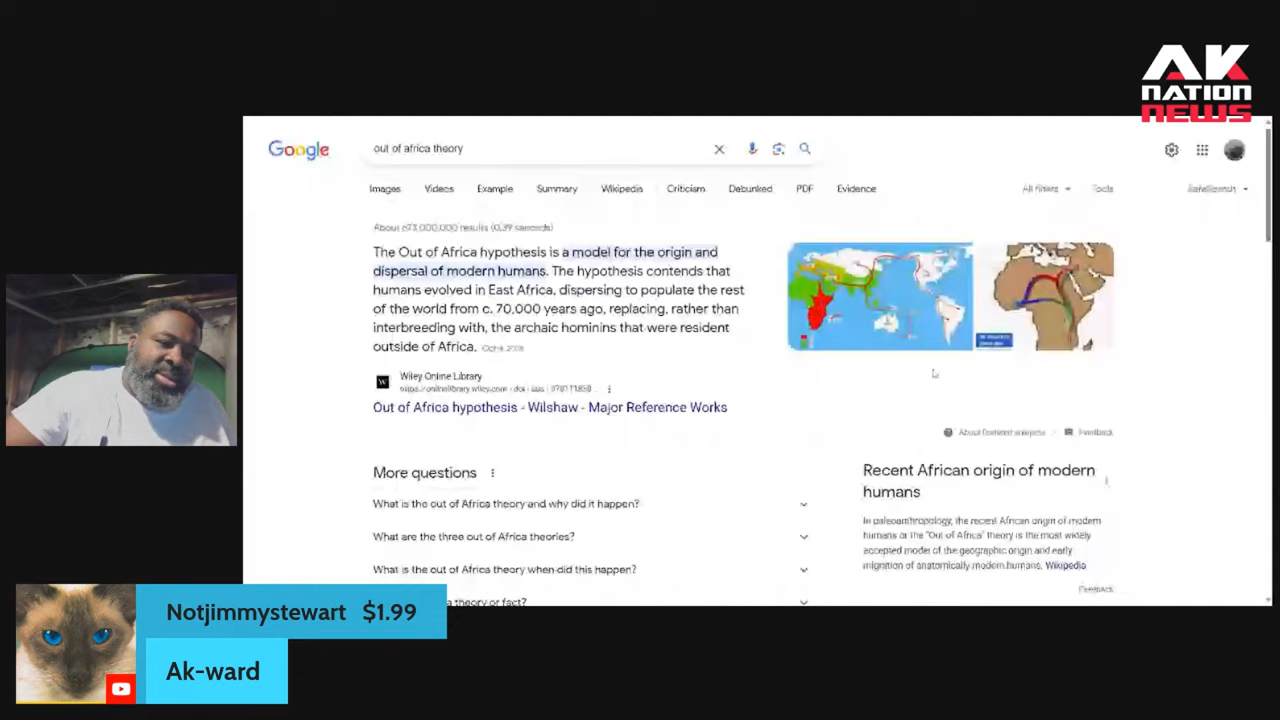 AK
NATION
NEWS
Google
out of africa theory
Images Videos Example Summary Wikipedia Criticism Debunked PDF Evidence All filters Tools SafeSearch
The Out of Africa hypothesis is a model for the origin and
dispersal of modern humans. The hypothesis contends that
humans evolved in East Africa, dispersing to populate the rest
of the world from c. 70,000 years ago, replacing, rather than
interbreeding with, the archaic hominins that were resident
outside of Africa.
Wiley Online Library
Out of Africa hypothesis - Wilshaw - Major Reference Works
About featured snippets Feedback
More questions
What is the out of Africa theory and why did it happen?
What are the three out of Africa theories?
What is the out of Africa theory when did this happen?
a theory or fact?
Recent African origin of modern
humans
In paleoanthropology, the recent African origin of modern
humans or the "Out of Africa" theory is the most widely
accepted model of the geographic origin and early
migration of anatomically modern humans. Wikipedia
Feedback
Notjimmystewart $1.99
Ak-ward